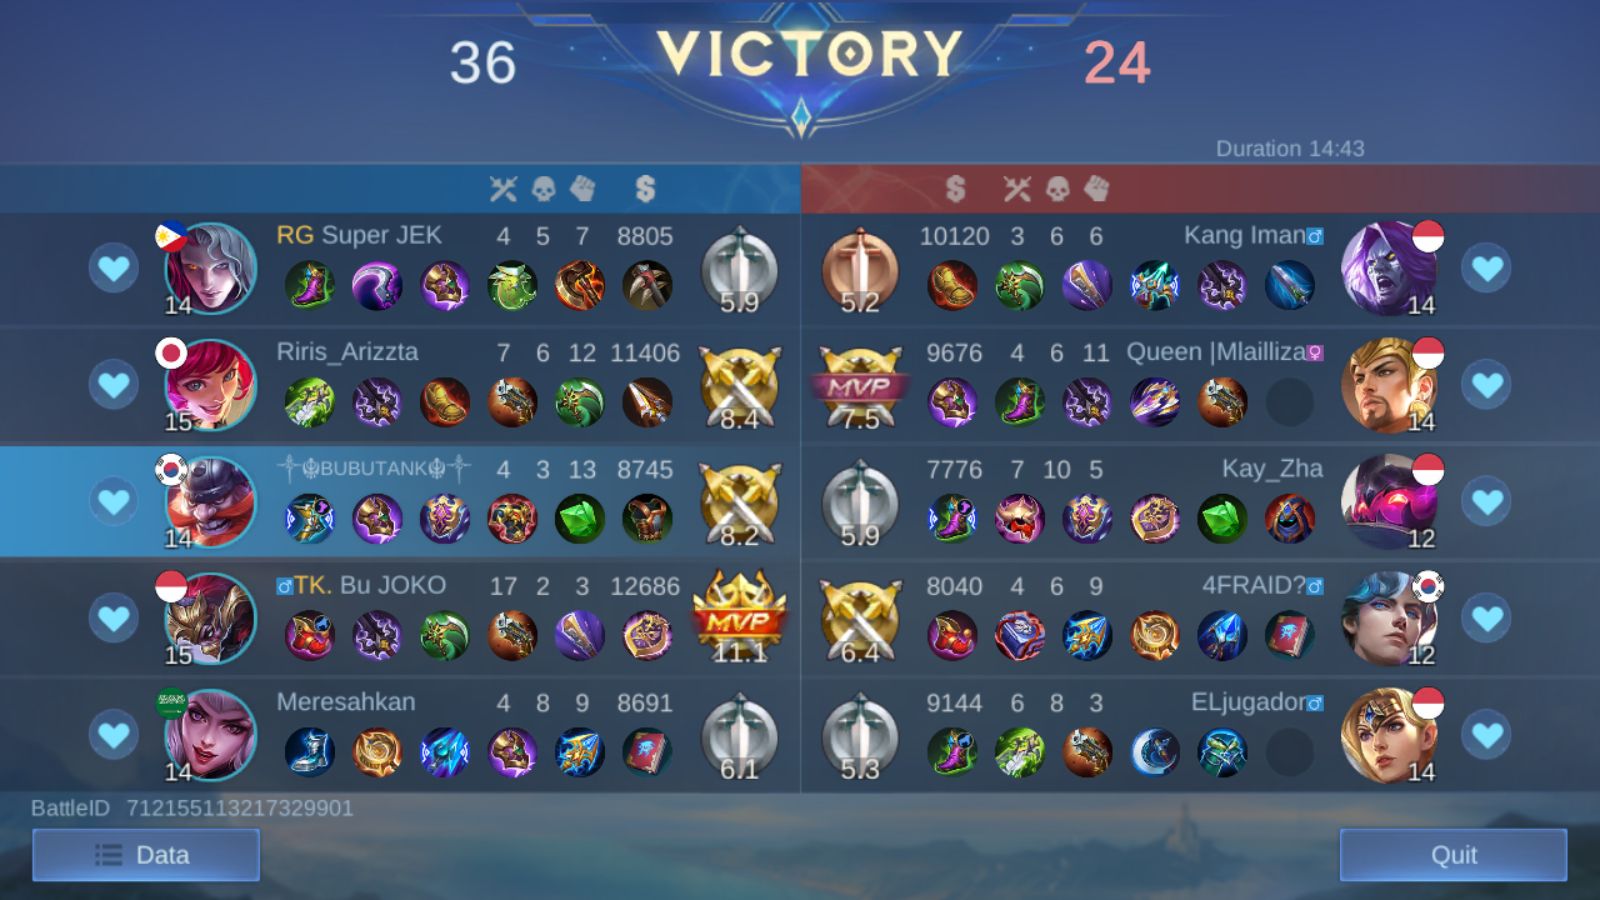 36 VICTORY 24
Duration 14:43
RG Super JEK 4 5 7 8805
14 5.9
5.2 10120 3 6 6 Kang Iman♂
14
Riris_Arizzta 7 6 12 11406
15 8.4
MVP 7.5 9676 4 6 11 Queen |Mlailliza♀
14
BUBUTANK 4 3 13 8745
14 8.2
5.9 7776 7 10 5 Kay_Zha
12
♂TK. Bu JOKO 17 2 3 12686
15 MVP 11.1
6.4 8040 4 6 9 4FRAID?♂
12
Meresahkan 4 8 9 8691
14 6.1
5.3 9144 6 8 3 ELjugador♂
14
BattleID 712155113217329901
Data
Quit